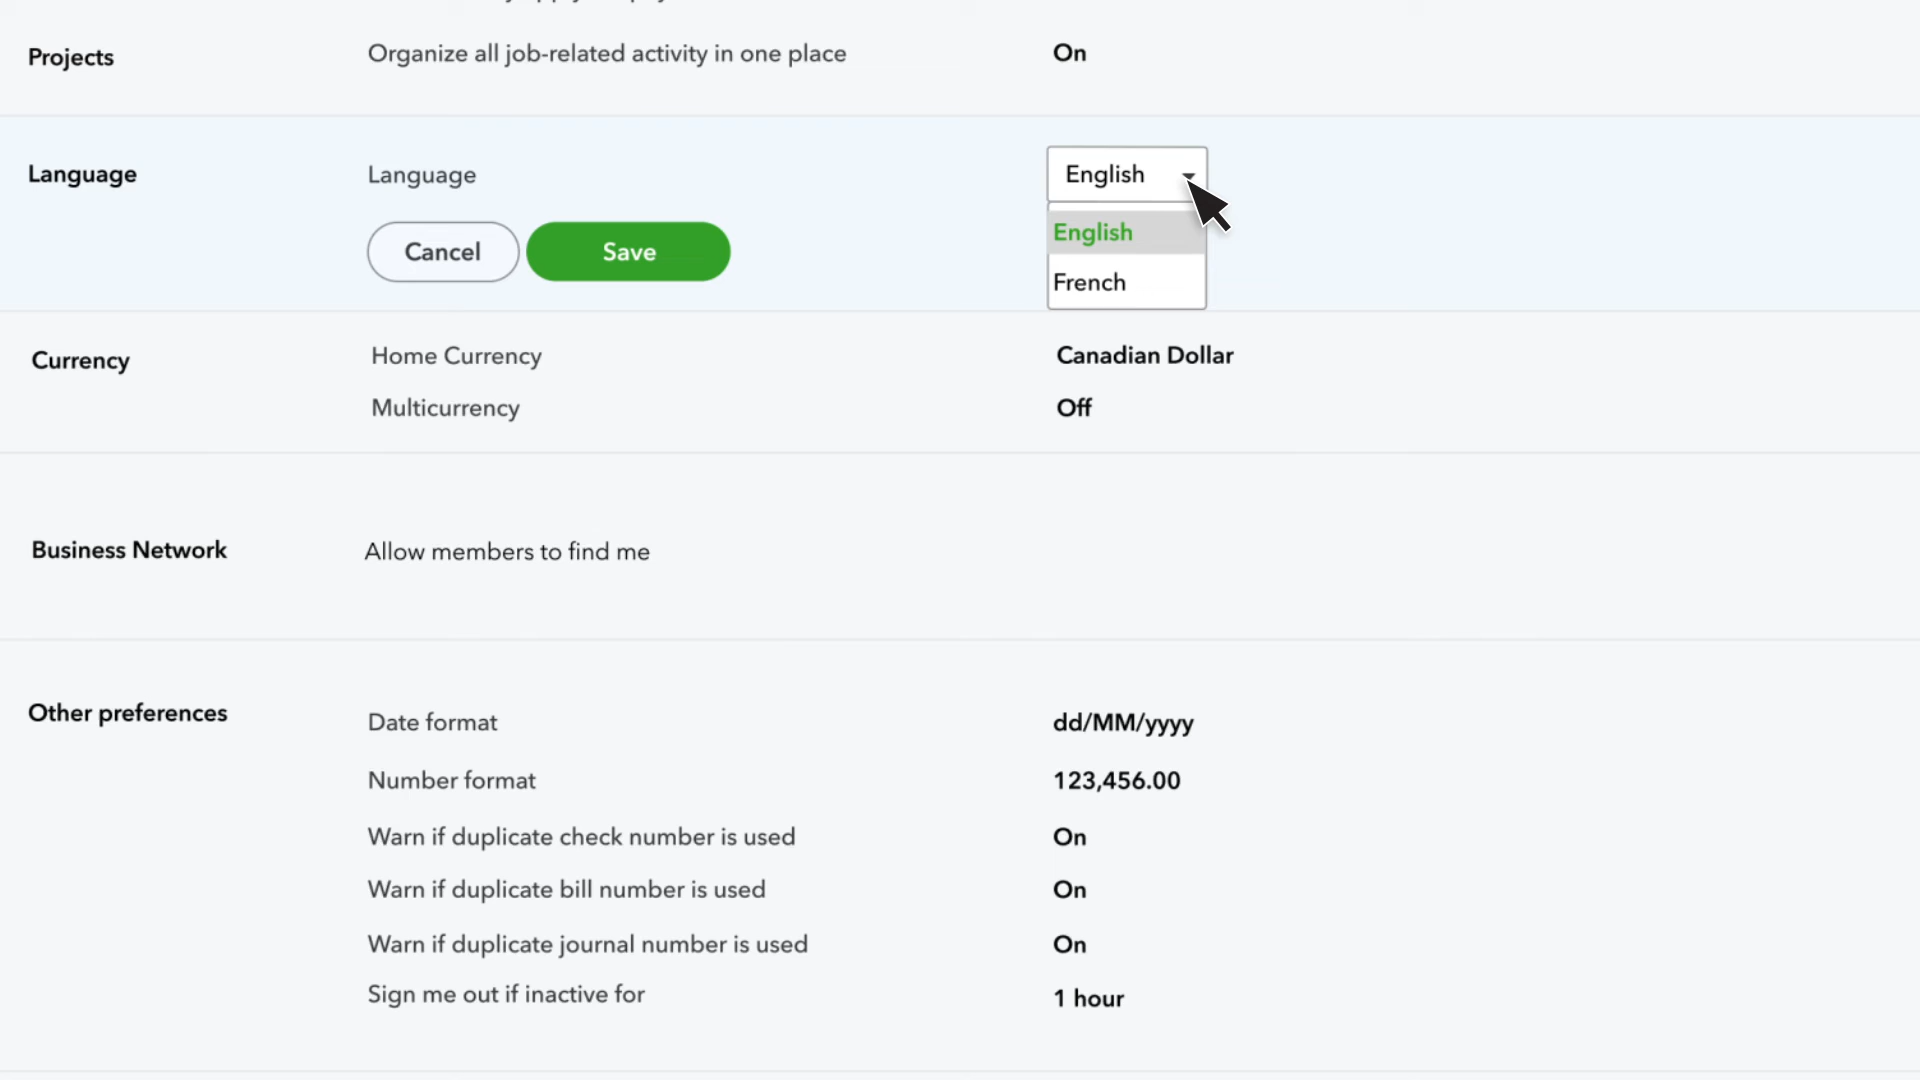 Projects Organize all job-related activity in one place On
Language Language English
Cancel Save English
French
Currency Home Currency Canadian Dollar
Multicurrency Off
Business Network Allow members to find me
Other preferences Date format dd/MM/yyyy
Number format 123,456.00
Warn if duplicate check number is used On
Warn if duplicate bill number is used On
Warn if duplicate journal number is used On
Sign me out if inactive for 1 hour